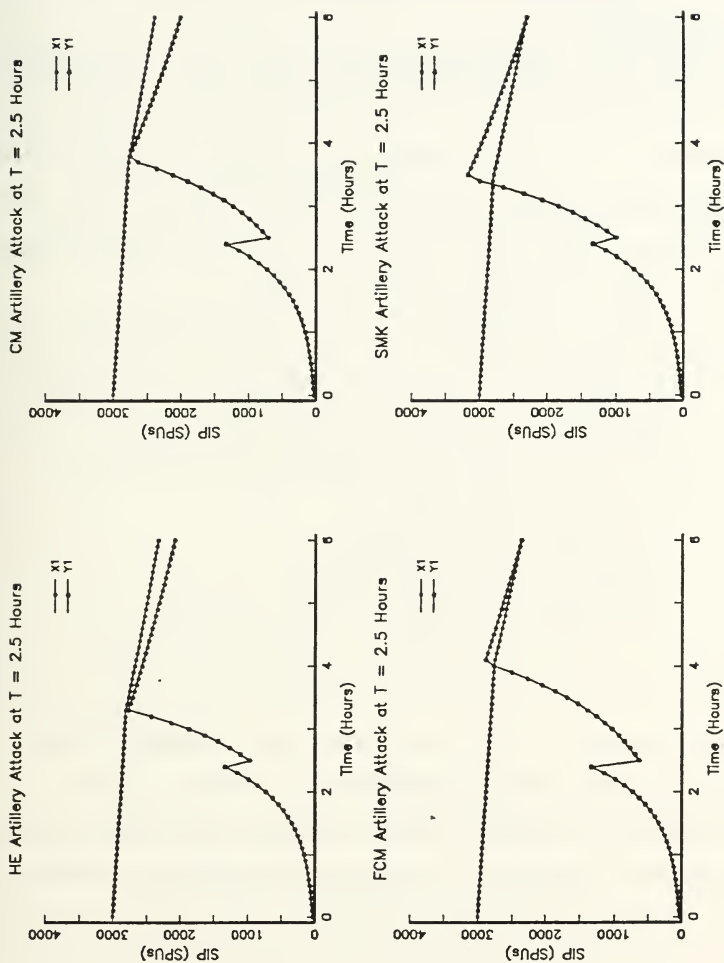 HE Artillery Attack at T = 2.5 Hours
X1
Y1
SIP (SPUs)
4000
3000
2000
1000
0
0
2
4
6
Time (Hours)
CM Artillery Attack at T = 2.5 Hours
X1
Y1
SIP (SPUs)
4000
3000
2000
1000
0
0
2
4
6
Time (Hours)
FCM Artillery Attack at T = 2.5 Hours
X1
Y1
SIP (SPUs)
4000
3000
2000
1000
0
0
2
4
6
Time (Hours)
SMK Artillery Attack at T = 2.5 Hours
X1
Y1
SIP (SPUs)
4000
3000
2000
1000
0
0
2
4
6
Time (Hours)